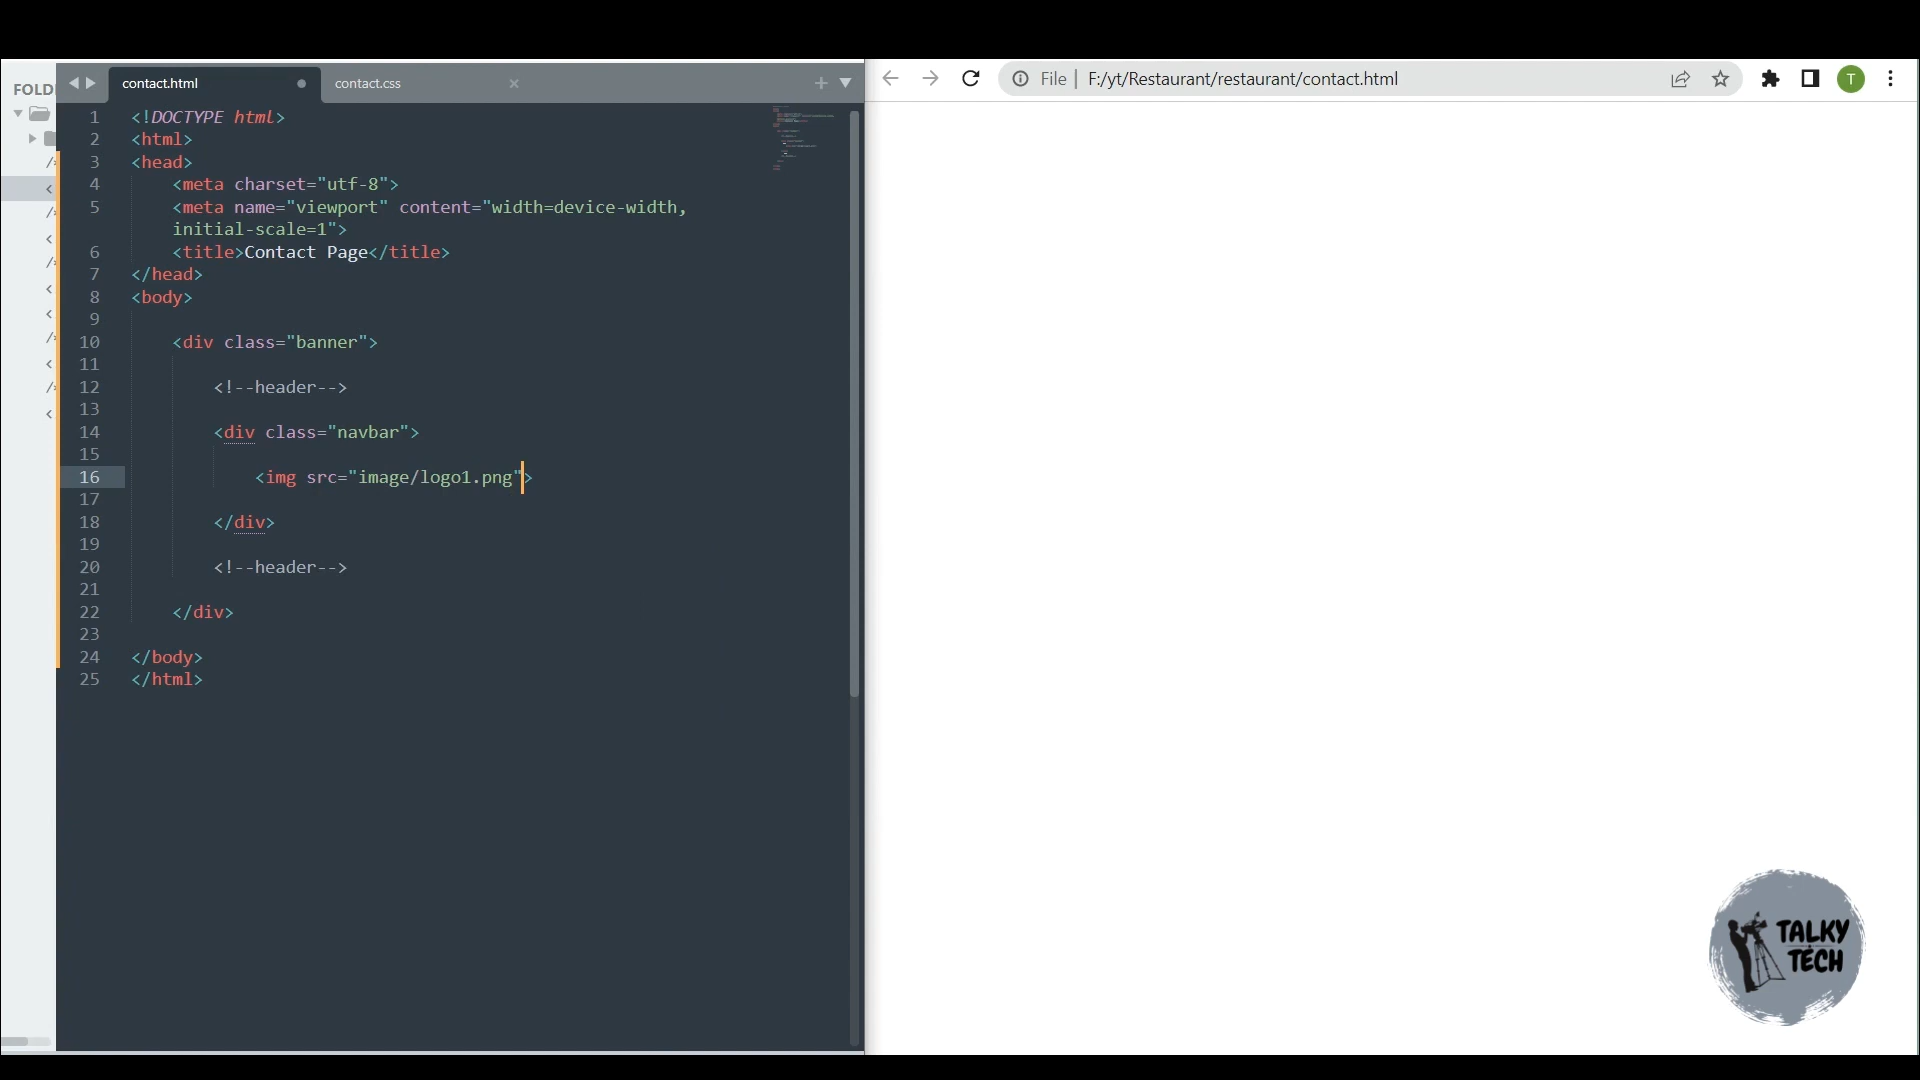 FOLD
contact.html
contact.css
1 <!DOCTYPE html>
2 <html>
3 <head>
4 <meta charset="utf-8">
5 <meta name="viewport" content="width=device-width,
initial-scale=1">
6 <title>Contact Page</title>
7 </head>
8 <body>
9
10 <div class="banner">
11
12 <!--header-->
13
14 <div class="navbar">
15
16 <img src="image/logo1.png">
17
18 </div>
19
20 <!--header-->
21
22 </div>
23
24 </body>
25 </html>
File | F:/yt/Restaurant/restaurant/contact.html
T
TALKY
TECH